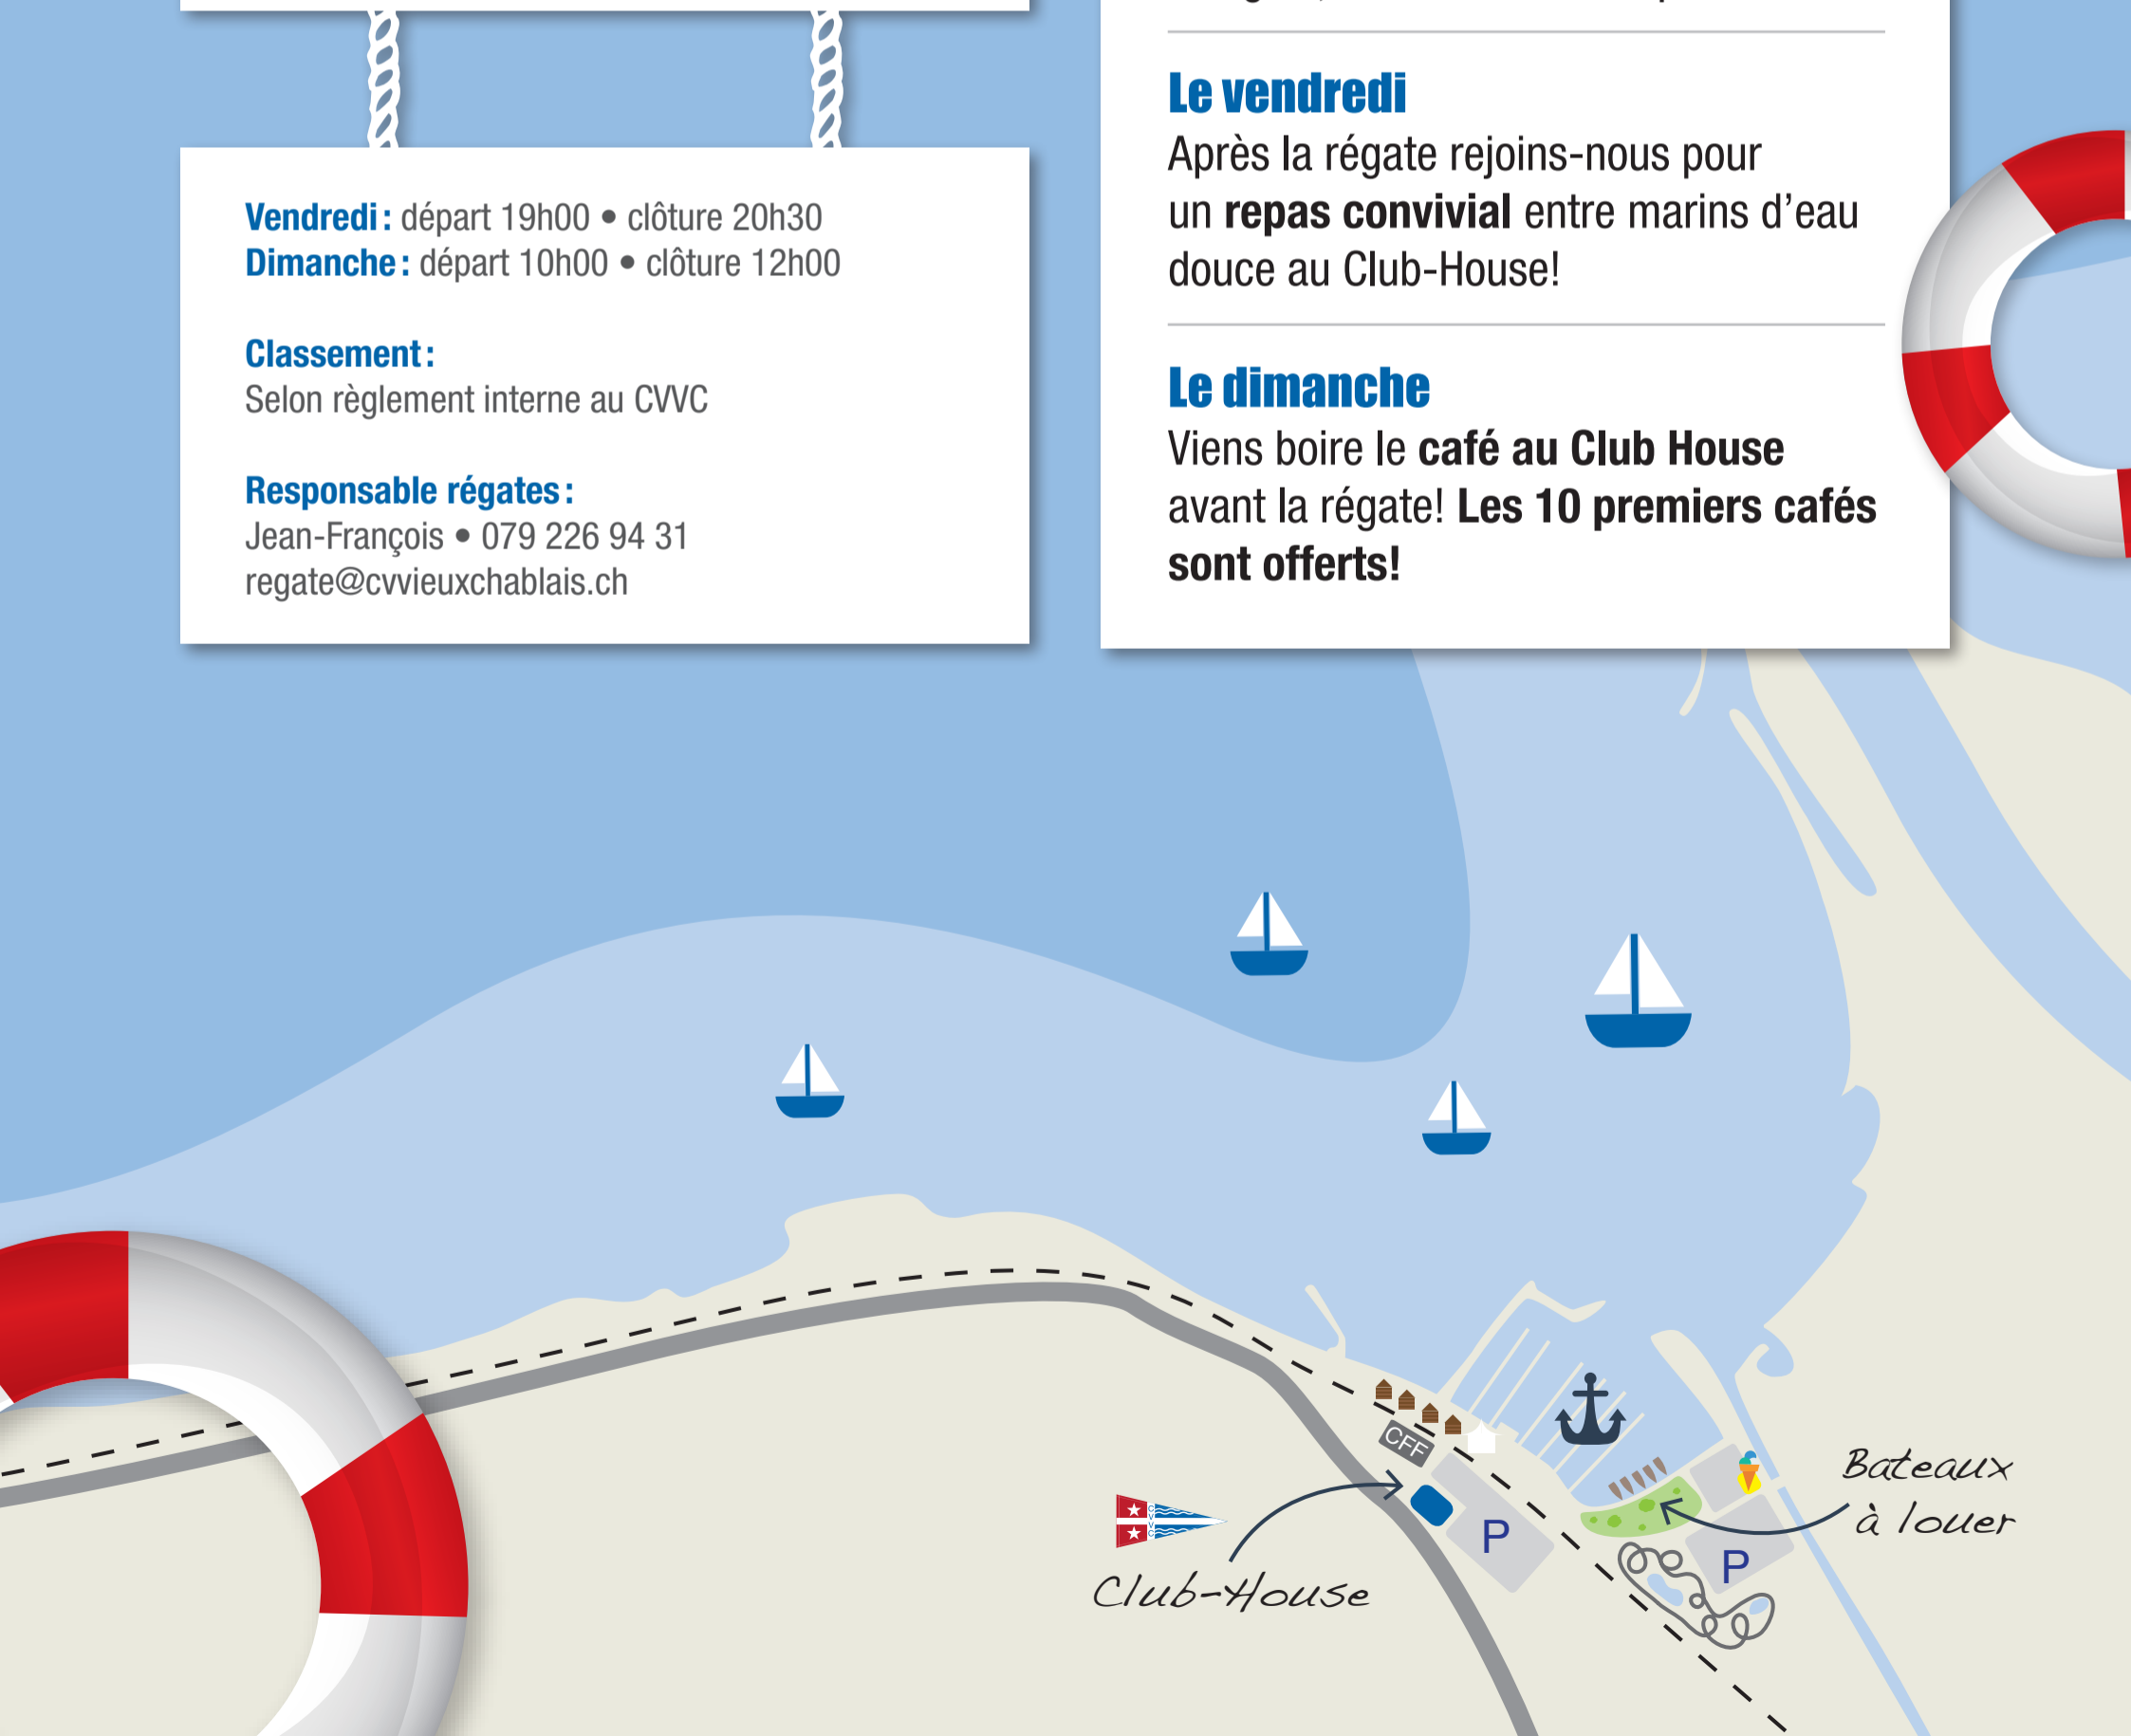 Vendredi : départ 19h00 • clôture 20h30
Dimanche : départ 10h00 • clôture 12h00
Classement :
Selon règlement interne au CVVC
Responsable régates :
Jean-François • 079 226 94 31
regate@cvvieuxchablais.ch
Le vendredi
Après la régate rejoins-nous pour
un repas convivial entre marins d’eau
douce au Club-House!
Le dimanche
Viens boire le café au Club House
avant la régate! Les 10 premiers cafés
sont offerts!
CFF
P
P
Bateaux
à louer
CVVC
Club-House